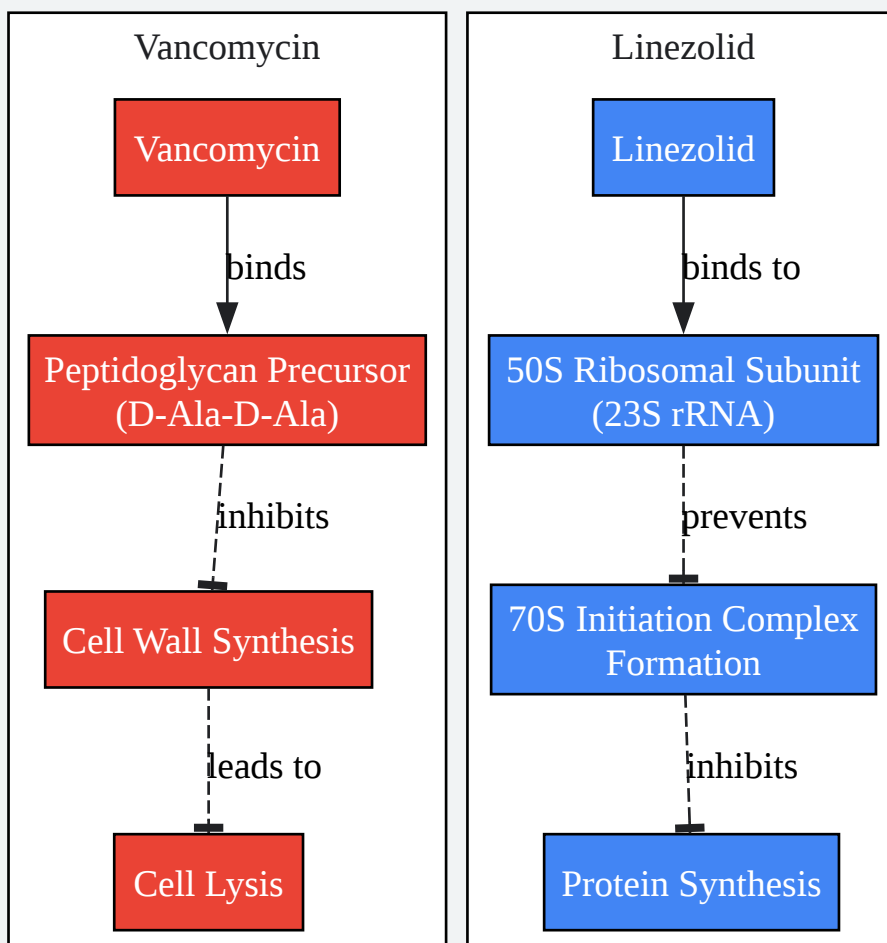 Vancomycin
Vancomycin
binds
Peptidoglycan Precursor
(D-Ala-D-Ala)
inhibits
Cell Wall Synthesis
leads to
Cell Lysis
Linezolid
Linezolid
binds to
50S Ribosomal Subunit
(23S rRNA)
prevents
70S Initiation Complex
Formation
inhibits
Protein Synthesis